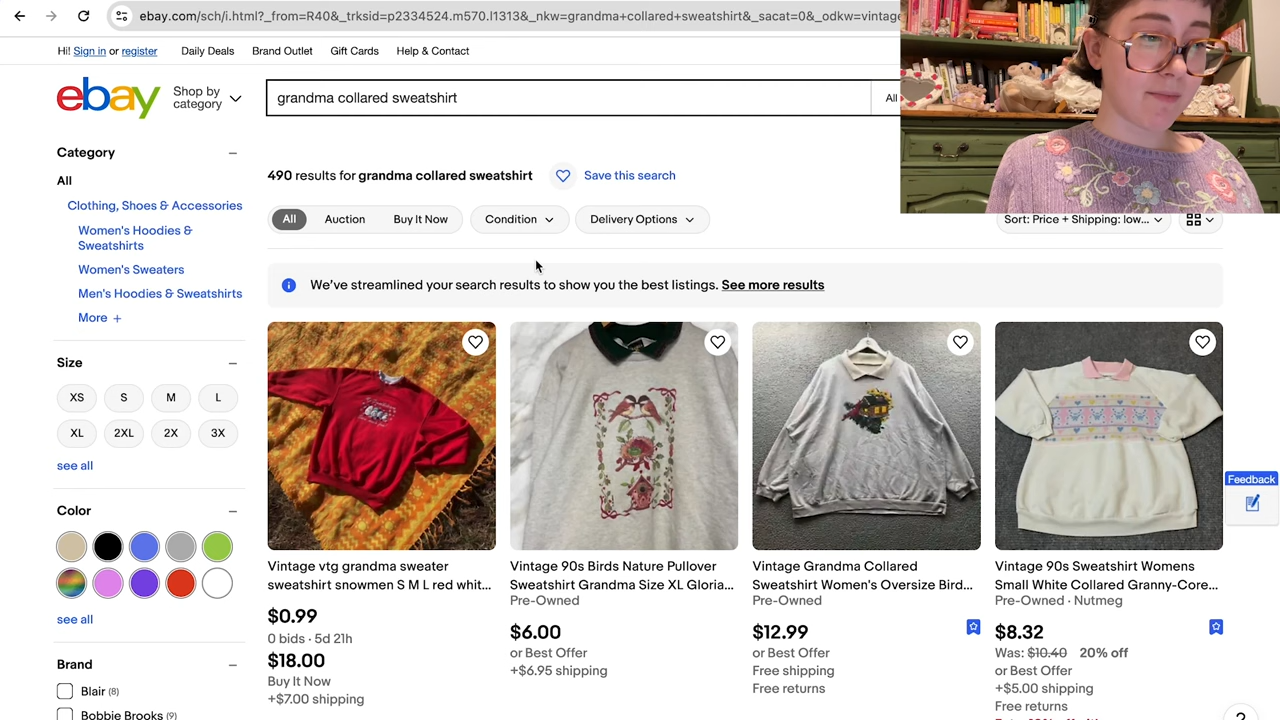 ebay.com/sch/i.html?_from=R40&_trksid=p2334524.m570.l1313&_nkw=grandma+collared+sweatshirt&_sacat=0&_odkw=vintage
Hi! Sign in or register
Daily Deals
Brand Outlet
Gift Cards
Help & Contact
ebay
Shop by
category
grandma collared sweatshirt
All
Category
All
Clothing, Shoes & Accessories
Women's Hoodies &
Sweatshirts
Women's Sweaters
Men's Hoodies & Sweatshirts
More +
Size
XS S M L
XL 2XL 2X 3X
see all
Color
see all
Brand
Blair (8)
Bobbie Brooks (9)
490 results for grandma collared sweatshirt
Save this search
All
Auction
Buy It Now
Condition
Delivery Options
Sort: Price + Shipping: low...
We've streamlined your search results to show you the best listings. See more results
Vintage vtg grandma sweater
sweatshirt snowmen S M L red whit...
$0.99
0 bids · 5d 21h
$18.00
Buy It Now
+$7.00 shipping
Vintage 90s Birds Nature Pullover
Sweatshirt Grandma Size XL Gloria...
Pre-Owned
$6.00
or Best Offer
+$6.95 shipping
Vintage Grandma Collared
Sweatshirt Women's Oversize Bird...
Pre-Owned
$12.99
or Best Offer
Free shipping
Free returns
Vintage 90s Sweatshirt Womens
Small White Collared Granny-Core...
Pre-Owned · Nutmeg
$8.32
Was: $10.40 20% off
or Best Offer
+$5.00 shipping
Free returns
Feedback